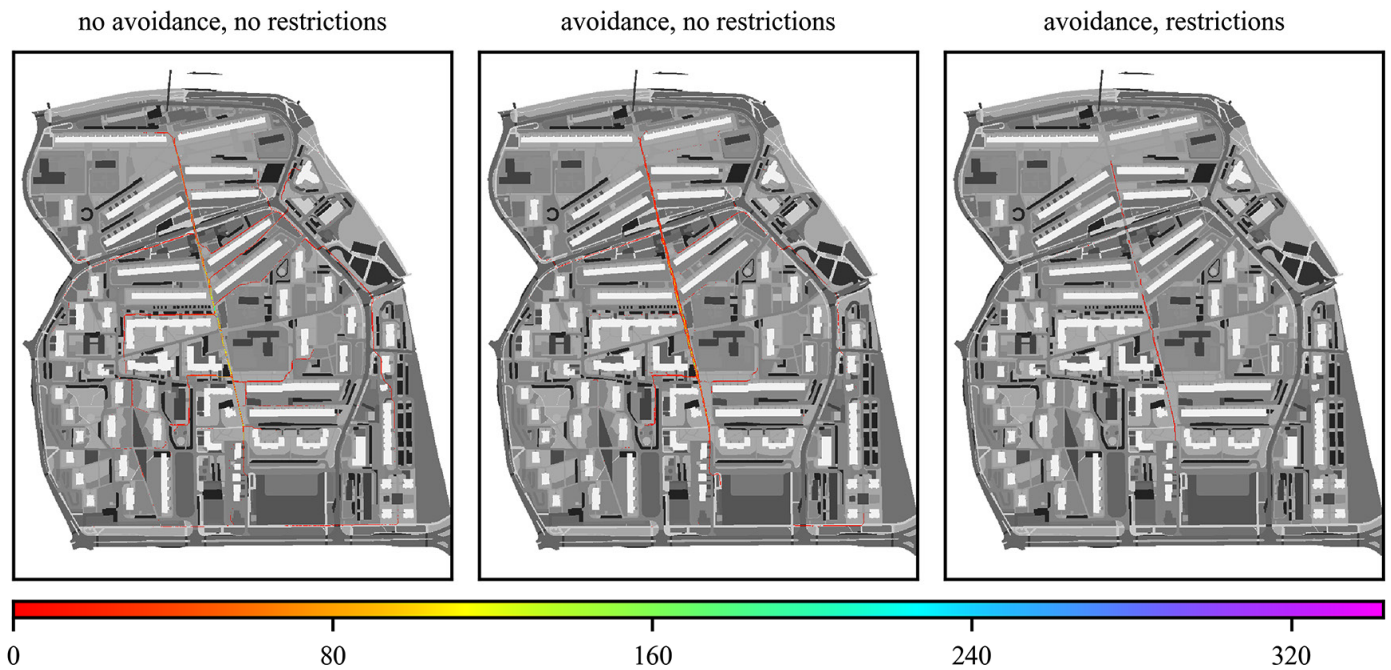 no avoidance, no restrictions
avoidance, no restrictions
avoidance, restrictions
0 80 160 240 320